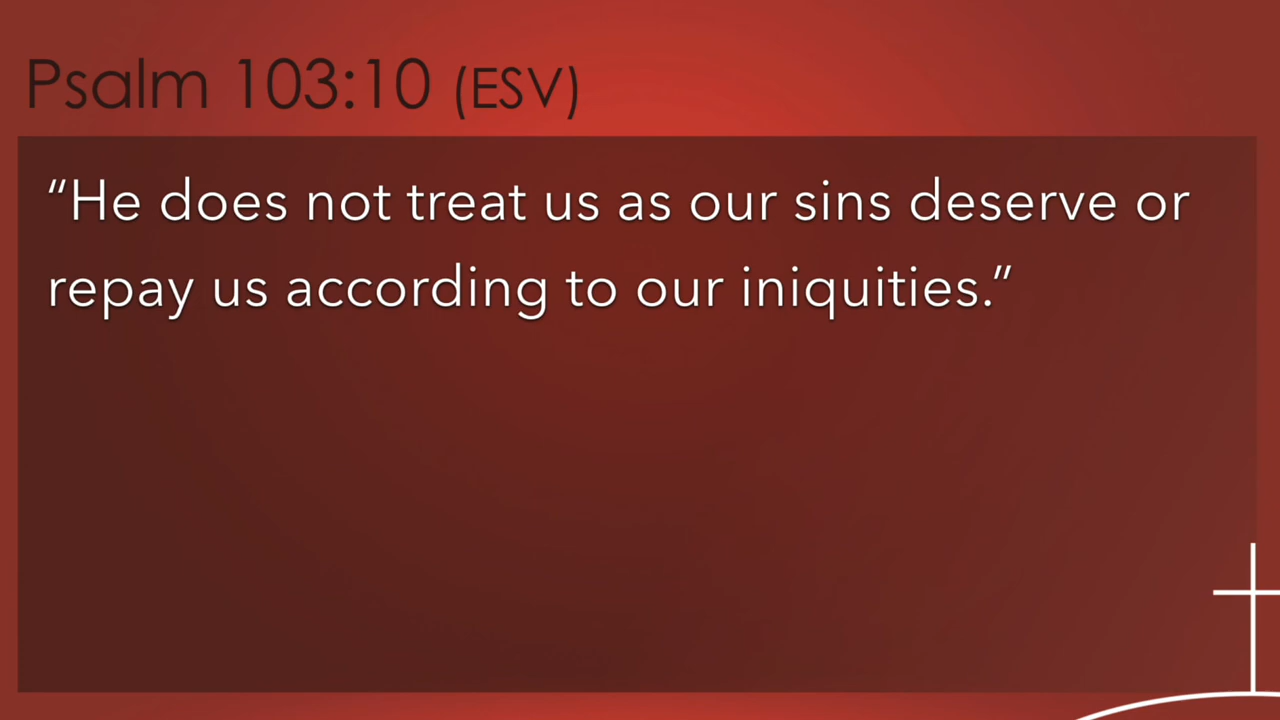 Psalm 103:10 (ESV)
“He does not treat us as our sins deserve or
repay us according to our iniquities.”